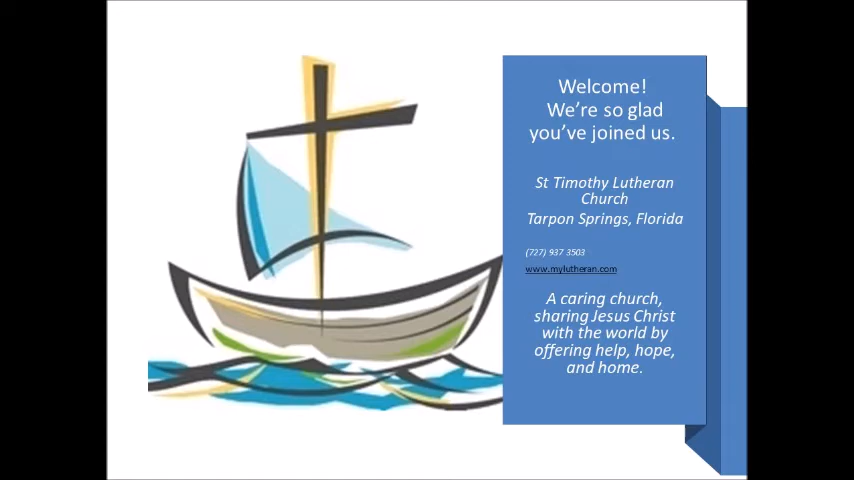 Welcome!
We’re so glad
you’ve joined us.
St Timothy Lutheran
Church
Tarpon Springs, Florida
(727) 937 3503
www.mylutheran.com
A caring church,
sharing Jesus Christ
with the world by
offering help, hope,
and home.